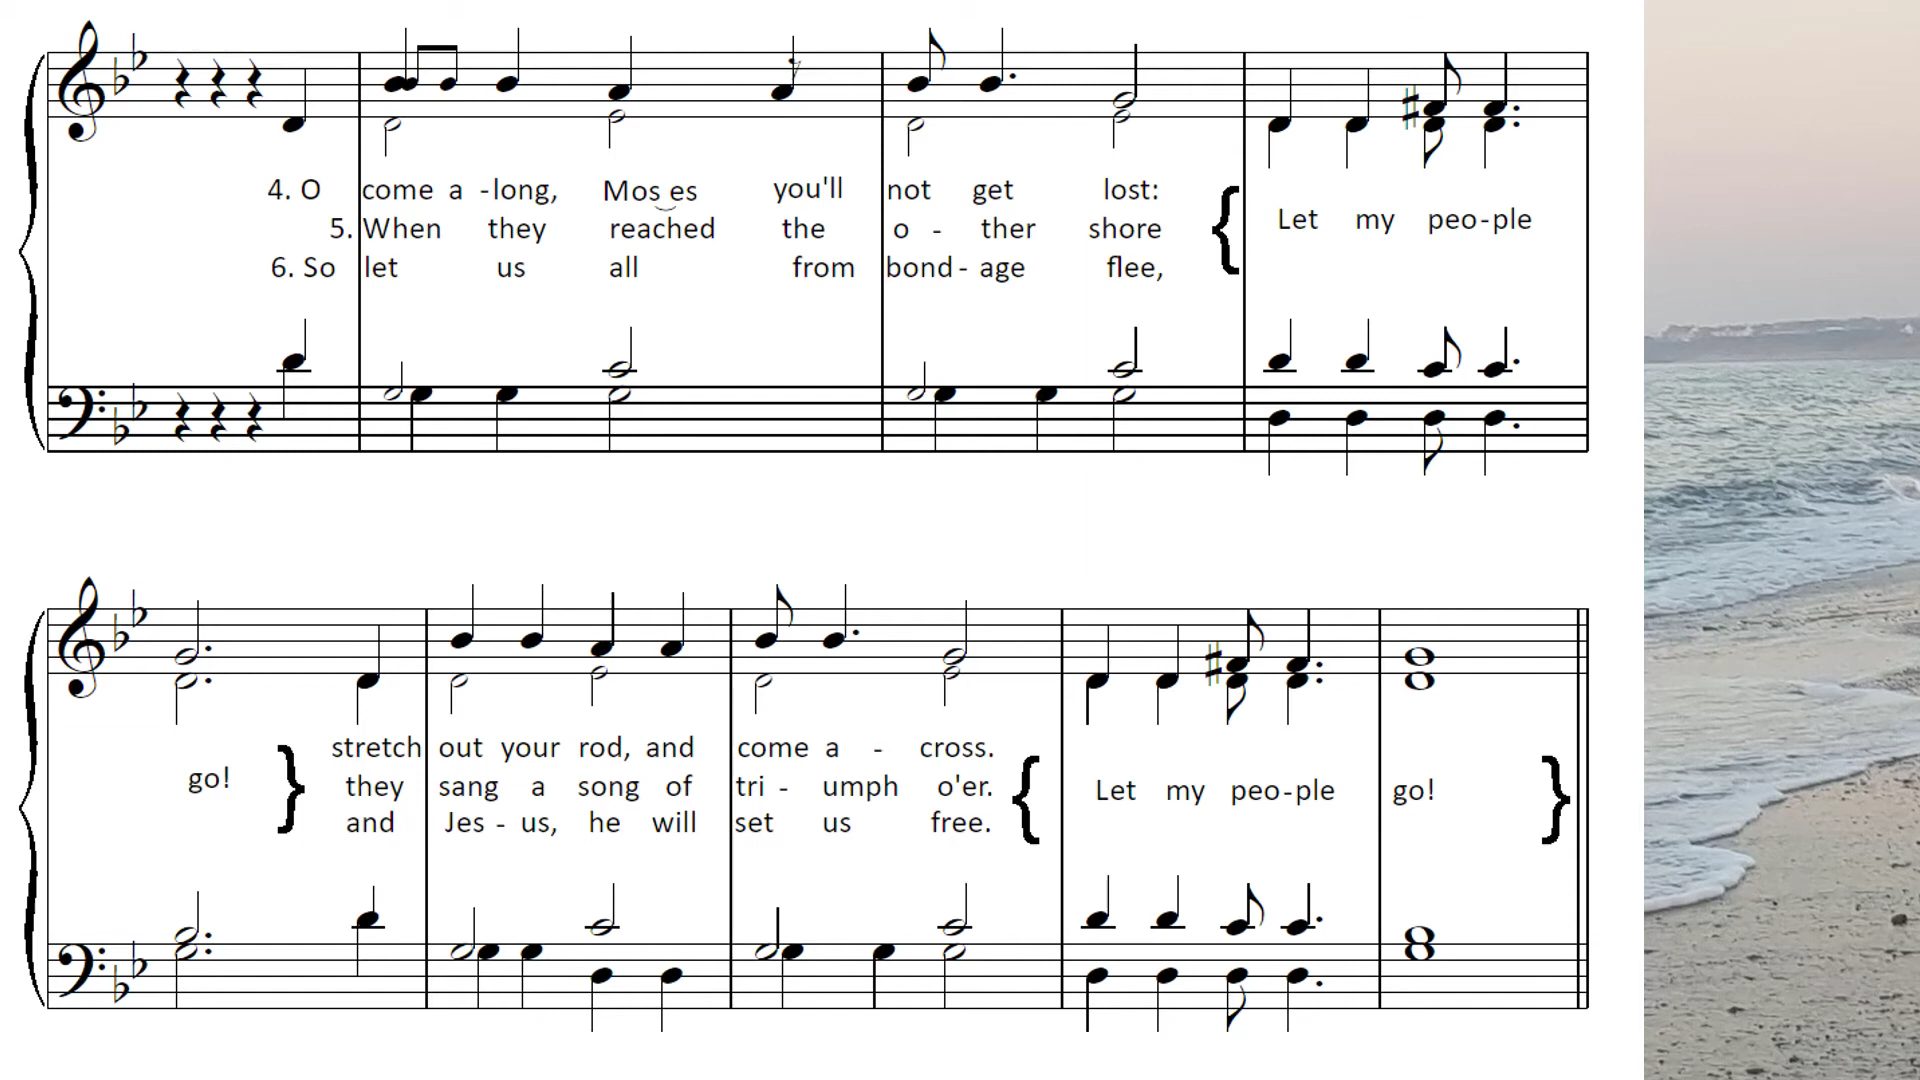 4. O come a -long, Mos es you'll not get lost:
5. When they reached the o - ther shore
6. So let us all from bond - age flee,
{ Let my peo-ple
go! }
stretch out your rod, and come a - cross.
they sang a song of tri - umph o'er.
and Jes - us, he will set us free.
{ Let my peo-ple go! }